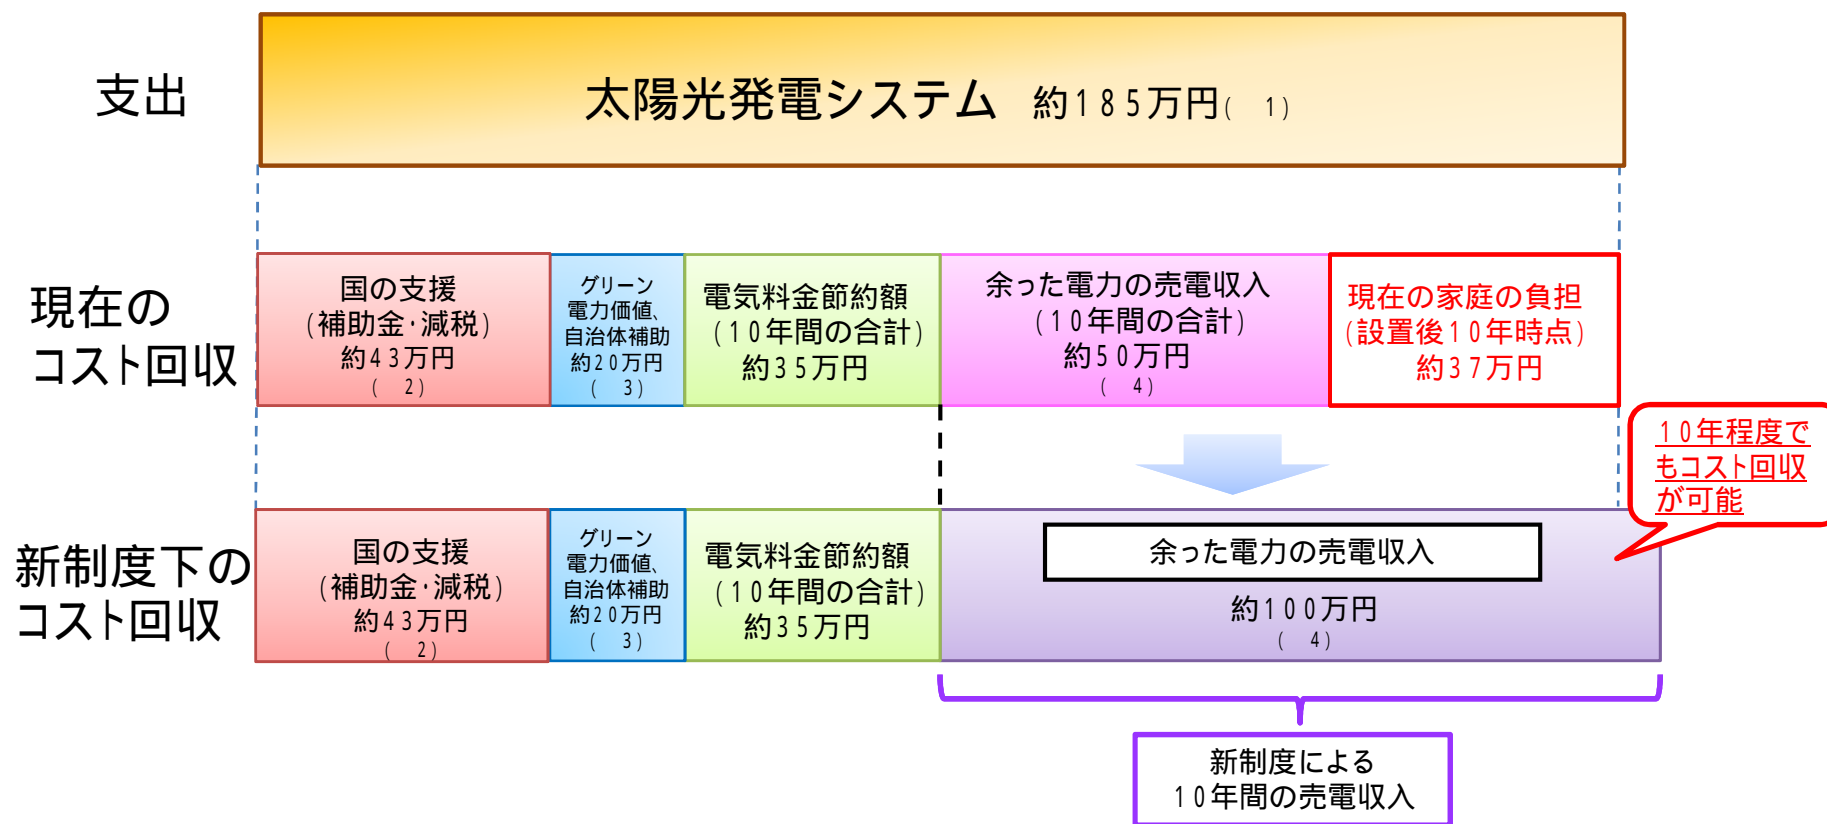 支出
太陽光発電システム 約185万円( 1)
現在の
コスト回収
国の支援
(補助金・減税)
約43万円
( 2)
グリーン
電力価値、
自治体補助
約20万円
( 3)
電気料金節約額
(10年間の合計)
約35万円
余った電力の売電収入
(10年間の合計)
約50万円
( 4)
現在の家庭の負担
(設置後10年時点)
約37万円
10年程度で
もコスト回収
が可能
新制度下の
コスト回収
国の支援
(補助金・減税)
約43万円
( 2)
グリーン
電力価値、
自治体補助
約20万円
( 3)
電気料金節約額
(10年間の合計)
約35万円
余った電力の売電収入
約100万円
( 4)
新制度による
10年間の売電収入